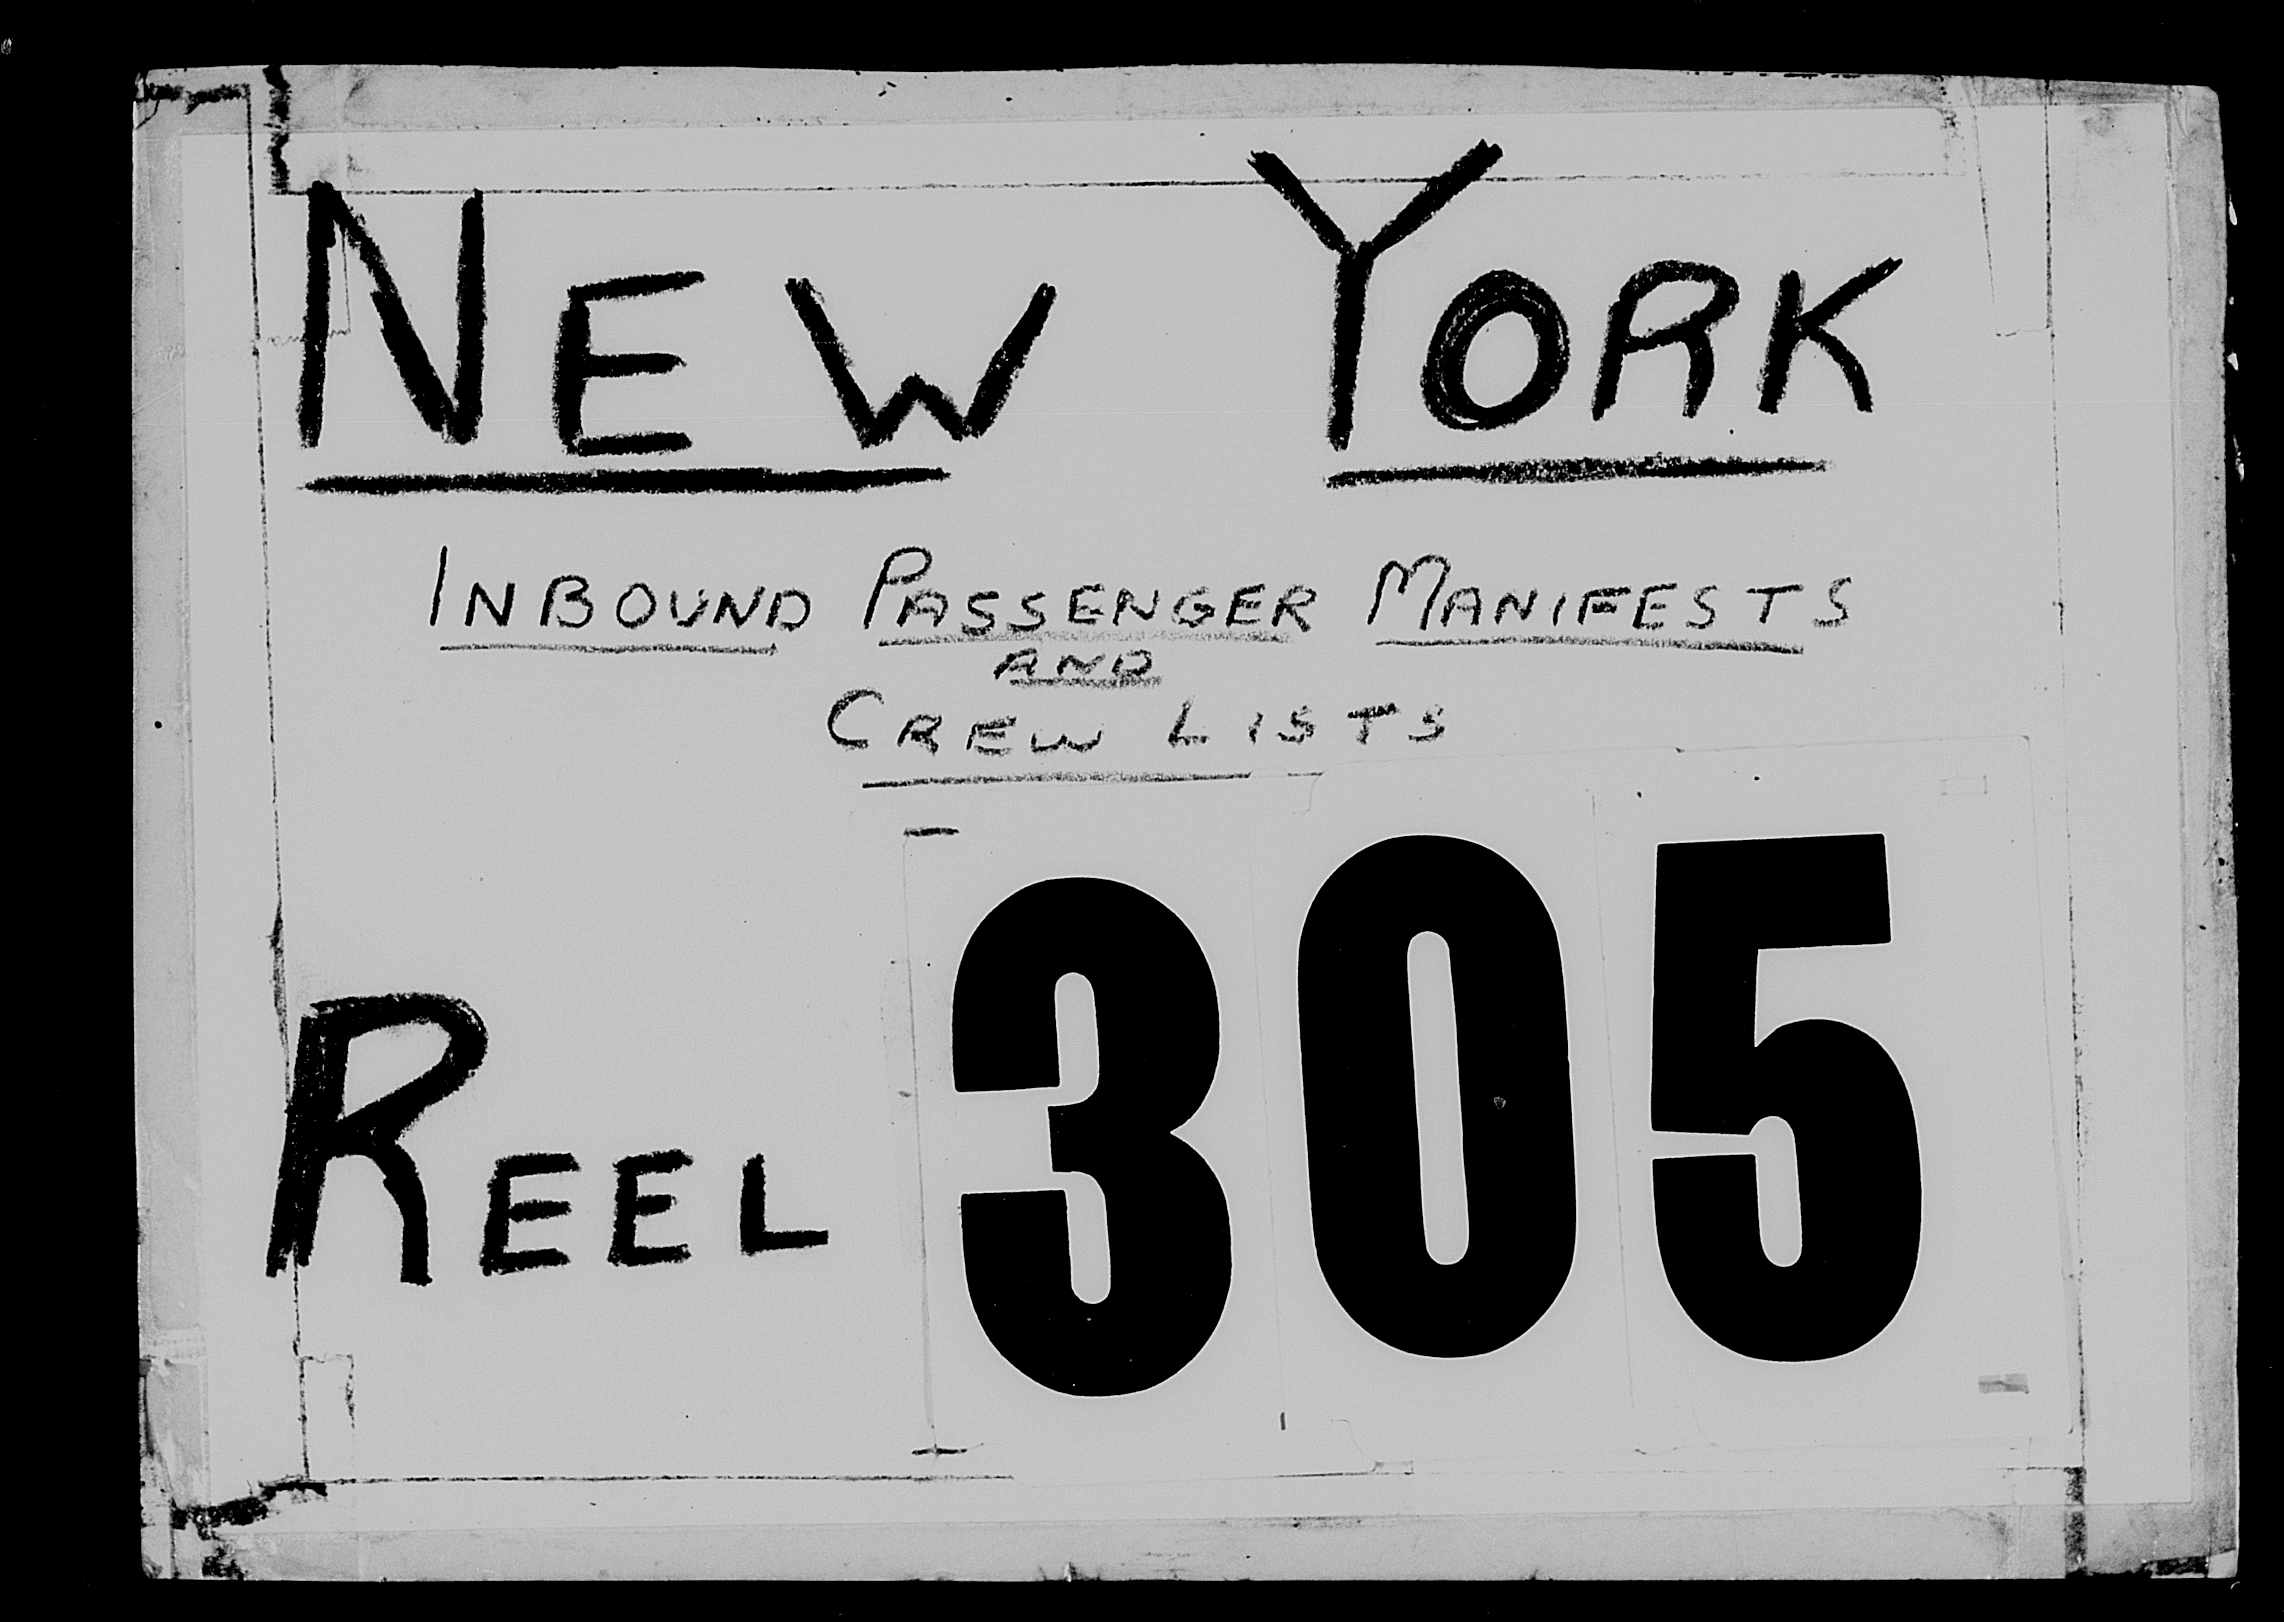 NEW YORK
INBOUND PASSENGER MANIFESTS
AND
CREW LISTS
REEL 305